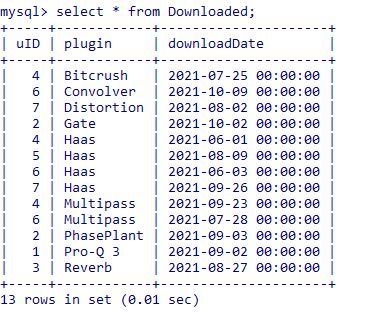 mysql> select * from Downloaded;
+-----+------------+---------------------+
| uID | plugin     | downloadDate        |
+-----+------------+---------------------+
|   4 | Bitcrush   | 2021-07-25 00:00:00 |
|   6 | Convolver  | 2021-10-09 00:00:00 |
|   7 | Distortion | 2021-08-02 00:00:00 |
|   2 | Gate       | 2021-10-02 00:00:00 |
|   4 | Haas       | 2021-06-01 00:00:00 |
|   5 | Haas       | 2021-08-09 00:00:00 |
|   6 | Haas       | 2021-06-03 00:00:00 |
|   7 | Haas       | 2021-09-26 00:00:00 |
|   4 | Multipass  | 2021-09-23 00:00:00 |
|   6 | Multipass  | 2021-07-28 00:00:00 |
|   2 | PhasePlant | 2021-09-03 00:00:00 |
|   1 | Pro-Q 3    | 2021-09-02 00:00:00 |
|   3 | Reverb     | 2021-08-27 00:00:00 |
+-----+------------+---------------------+
13 rows in set (0.01 sec)